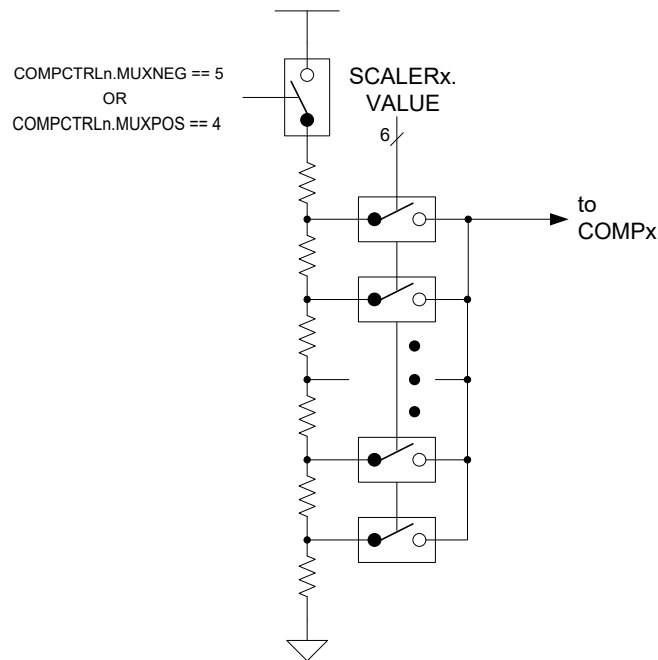 COMPCTRLn.MUXNEG == 5
OR
COMPCTRLn.MUXPOS == 4
SCALERx.
VALUE
6
to
COMPx